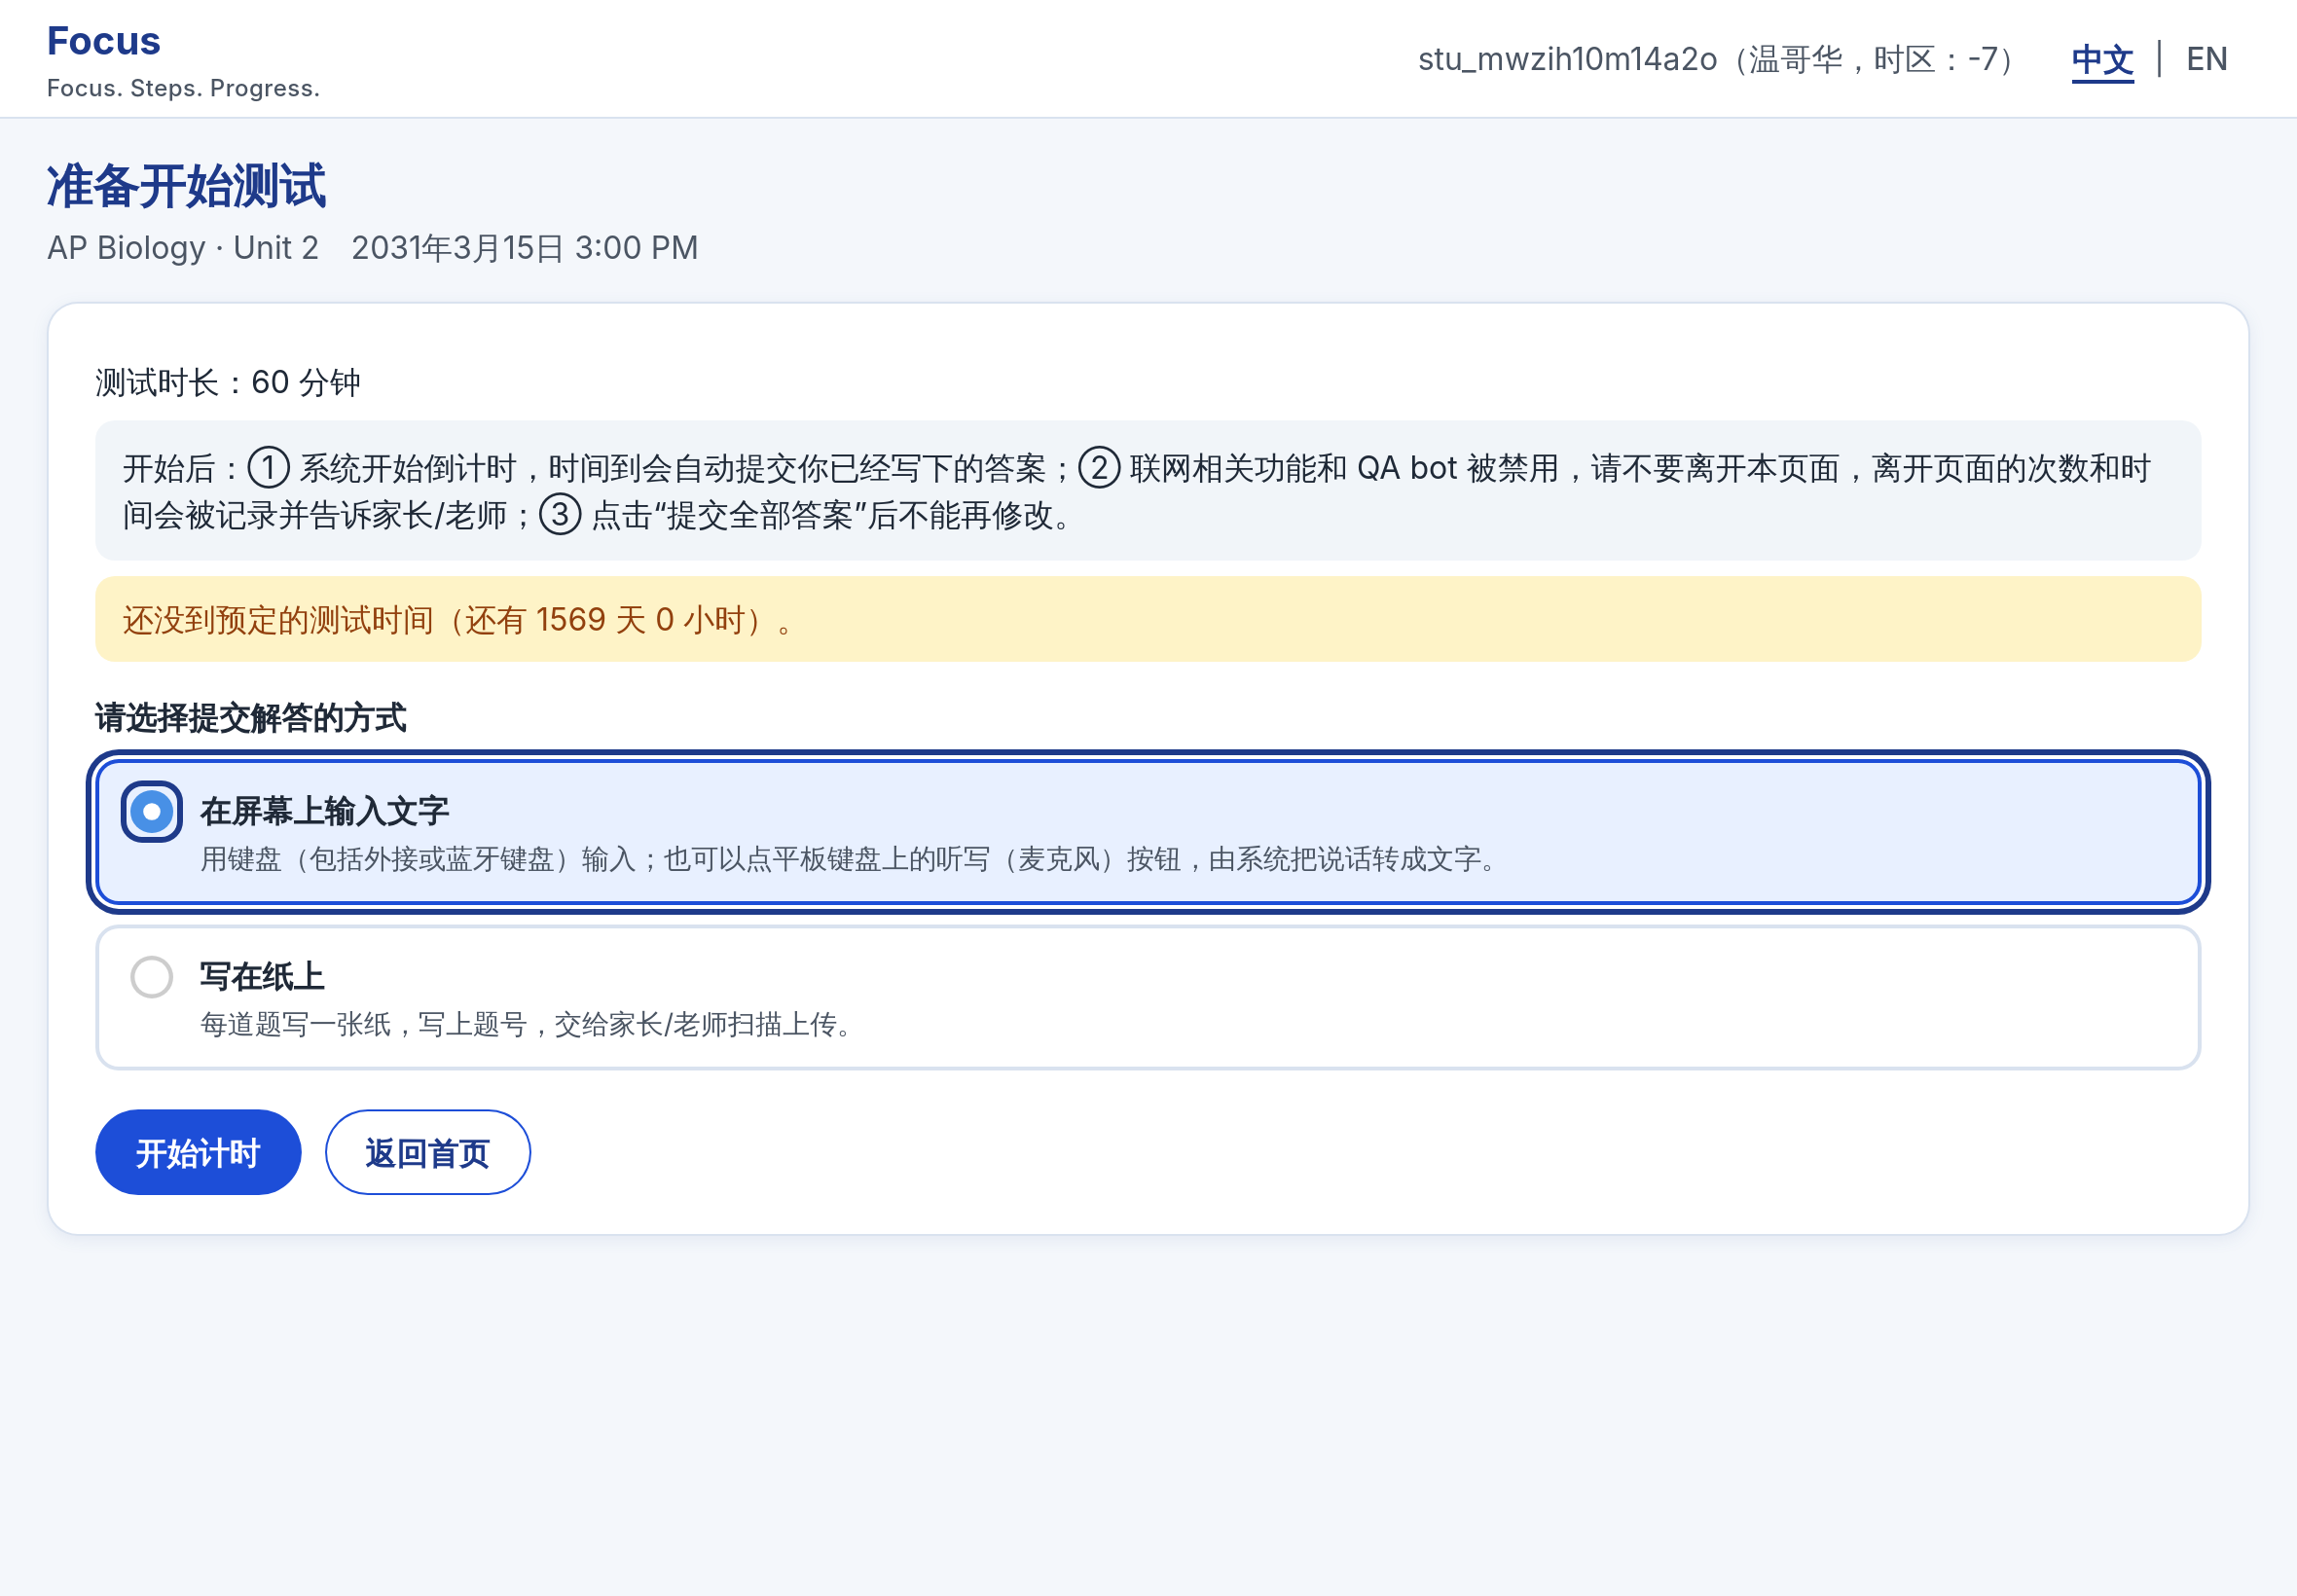 Focus
Focus. Steps. Progress.
stu_mwzih10m14a2o（温哥华，时区：-7）
中文 | EN
准备开始测试
AP Biology · Unit 2 2031年3月15日 3:00 PM
测试时长：60 分钟
开始后：① 系统开始倒计时，时间到会自动提交你已经写下的答案；② 联网相关功能和 QA bot 被禁用，请不要离开本页面，离开页面的次数和时
间会被记录并告诉家长/老师；③ 点击“提交全部答案”后不能再修改。
还没到预定的测试时间（还有 1569 天 0 小时）。
请选择提交解答的方式
在屏幕上输入文字
用键盘（包括外接或蓝牙键盘）输入；也可以点平板键盘上的听写（麦克风）按钮，由系统把说话转成文字。
写在纸上
每道题写一张纸，写上题号，交给家长/老师扫描上传。
开始计时
返回首页